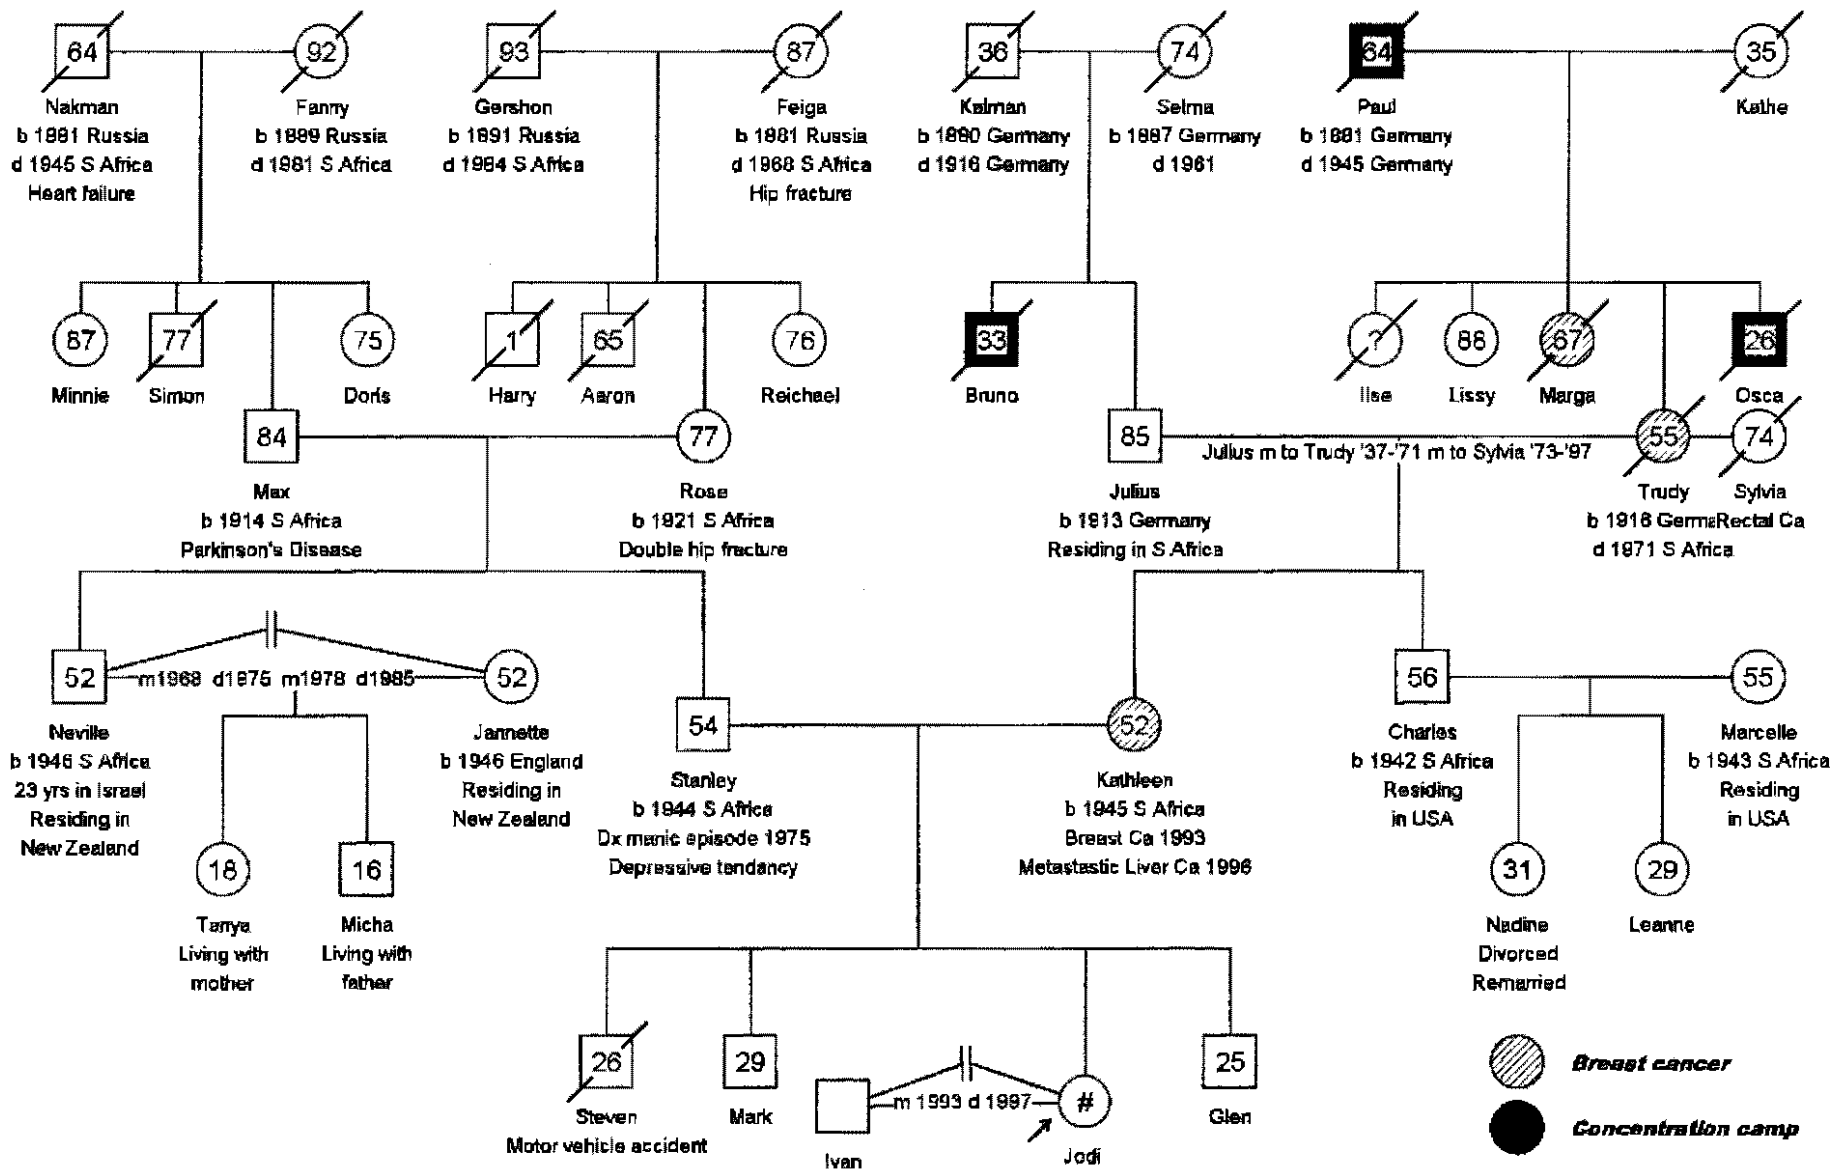 64 92 93 87 36 74 64 35
Nakman Fanny Gershon Feiga Kalman Selma Paul Kathe
b 1881 Russia b 1889 Russia b 1891 Russia b 1881 Russia b 1880 Germany b 1887 Germany b 1881 Germany
d 1945 S Africa d 1981 S Africa d 1984 S Africa d 1968 S Africa d 1916 Germany d 1961 d 1945 Germany
Heart failure Hip fracture
87 77 75 1 65 76 33 ? 88 67 26
Minnie Simon Doris Harry Aaron Reichael Bruno Ilse Lissy Marga Osca
84 77 85 Julius m to Trudy '37-'71 m to Sylvia '73-'97 55 74
Max Rose Julius Trudy Sylvia
b 1914 S Africa b 1921 S Africa b 1913 Germany b 1916 GermaRectal Ca
Parkinson's Disease Double hip fracture Residing in S Africa d 1971 S Africa
52 m1968 d1975 m1978 d1985 52 54 52 56 55
Neville Jannette Charles Marcelle
b 1946 S Africa b 1946 England b 1942 S Africa b 1943 S Africa
23 yrs in Israel Residing in Residing Residing
Residing in New Zealand in USA in USA
New Zealand
Stanley Kathleen
b 1944 S Africa b 1945 S Africa
Dx manic episode 1975 Breast Ca 1993
Depressive tendancy Metastastic Liver Ca 1996
18 16 31 29
Tanya Micha Nadine Leanne
Living with Living with Divorced
mother father Remarried
26 29 m 1993 d 1997 # 25
Steven Mark Ivan Jodi Glen
Motor vehicle accident
Breast cancer
Concentration camp